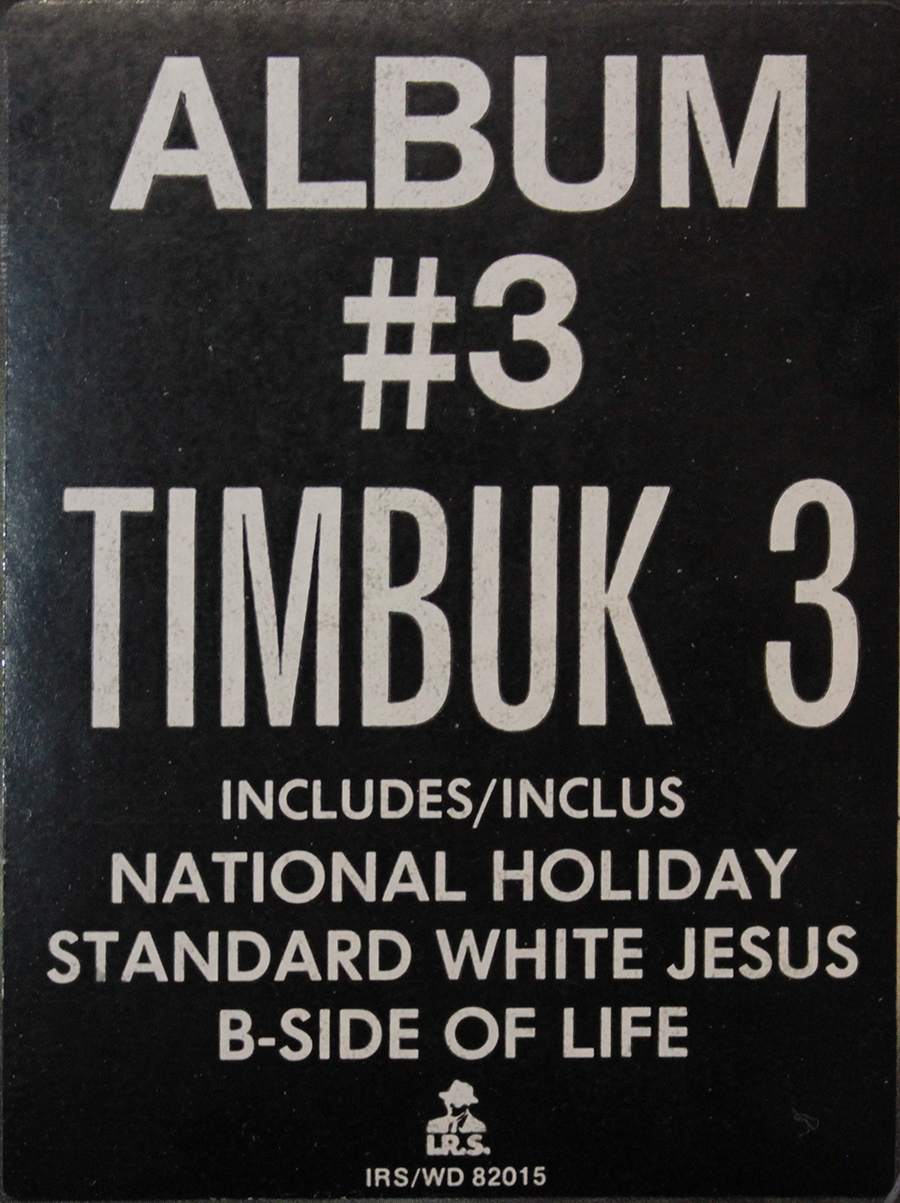 ALBUM
#3
TIMBUK 3
INCLUDES/INCLUS
NATIONAL HOLIDAY
STANDARD WHITE JESUS
B-SIDE OF LIFE
I.R.S.
IRS/WD 82015